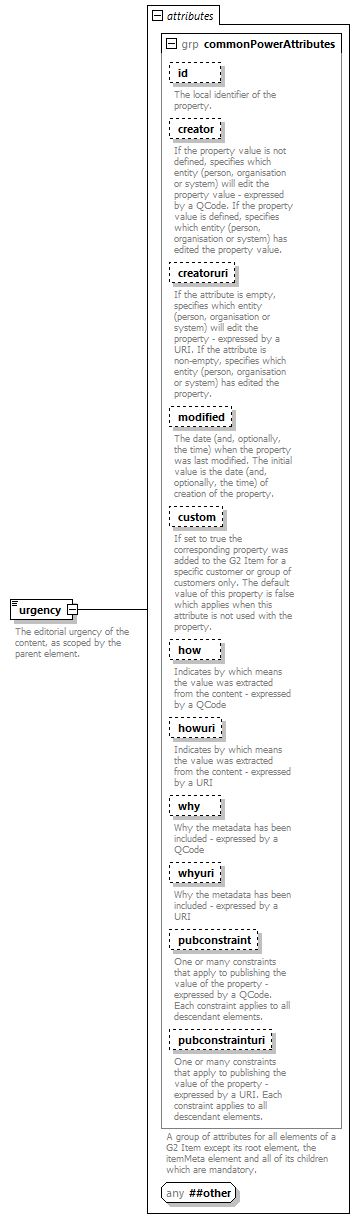 attributes
grp commonPowerAttributes
id
The local identifier of the
property.
creator
If the property value is not
defined, specifies which
entity (person, organisation
or system) will edit the
property value - expressed
by a QCode. If the property
value is defined, specifies
which entity (person,
organisation or system) has
edited the property value.
creatoruri
If the attribute is empty,
specifies which entity
(person, organisation or
system) will edit the
property - expressed by a
URI. If the attribute is
non-empty, specifies which
entity (person, organisation
or system) has edited the
property.
modified
The date (and, optionally,
the time) when the property
was last modified. The initial
value is the date (and,
optionally, the time) of
creation of the property.
custom
If set to true the
corresponding property was
added to the G2 Item for a
specific customer or group of
customers only. The default
value of this property is false
which applies when this
attribute is not used with the
property.
urgency
The editorial urgency of the
content, as scoped by the
parent element.
how
Indicates by which means
the value was extracted
from the content - expressed
by a QCode
howuri
Indicates by which means
the value was extracted
from the content - expressed
by a URI
why
Why the metadata has been
included - expressed by a
QCode
whyuri
Why the metadata has been
included - expressed by a
URI
pubconstraint
One or many constraints
that apply to publishing the
value of the property -
expressed by a QCode.
Each constraint applies to all
descendant elements.
pubconstrainturi
One or many constraints
that apply to publishing the
value of the property -
expressed by a URI. Each
constraint applies to all
descendant elements.
A group of attributes for all elements of a
G2 Item except its root element, the
itemMeta element and all of its children
which are mandatory.
any ##other